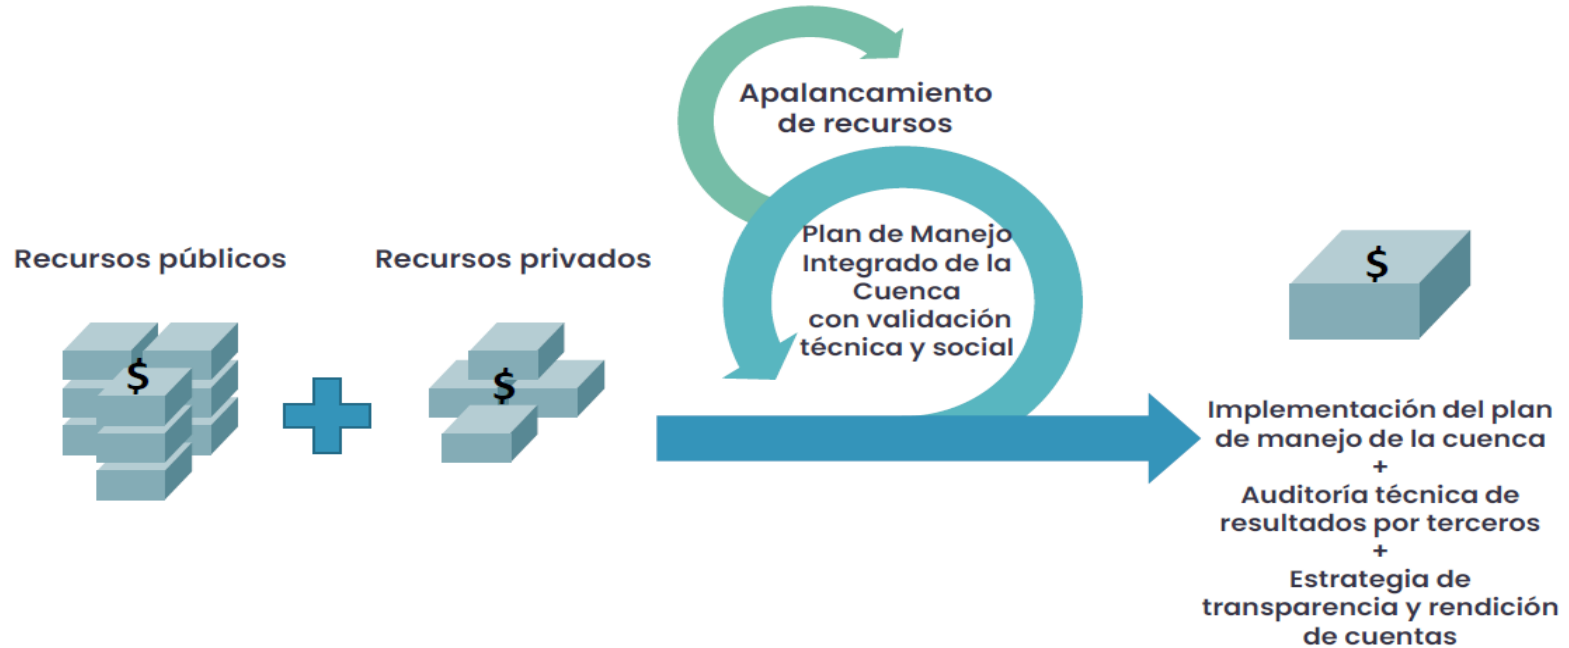 Apalancamiento
de recursos
Recursos públicos
Recursos privados
Plan de Manejo
Integrado de la
Cuenca
con validación
técnica y social
$
$
$
Implementación del plan
de manejo de la cuenca
+
Auditoría técnica de
resultados por terceros
+
Estrategia de
transparencia y rendición
de cuentas